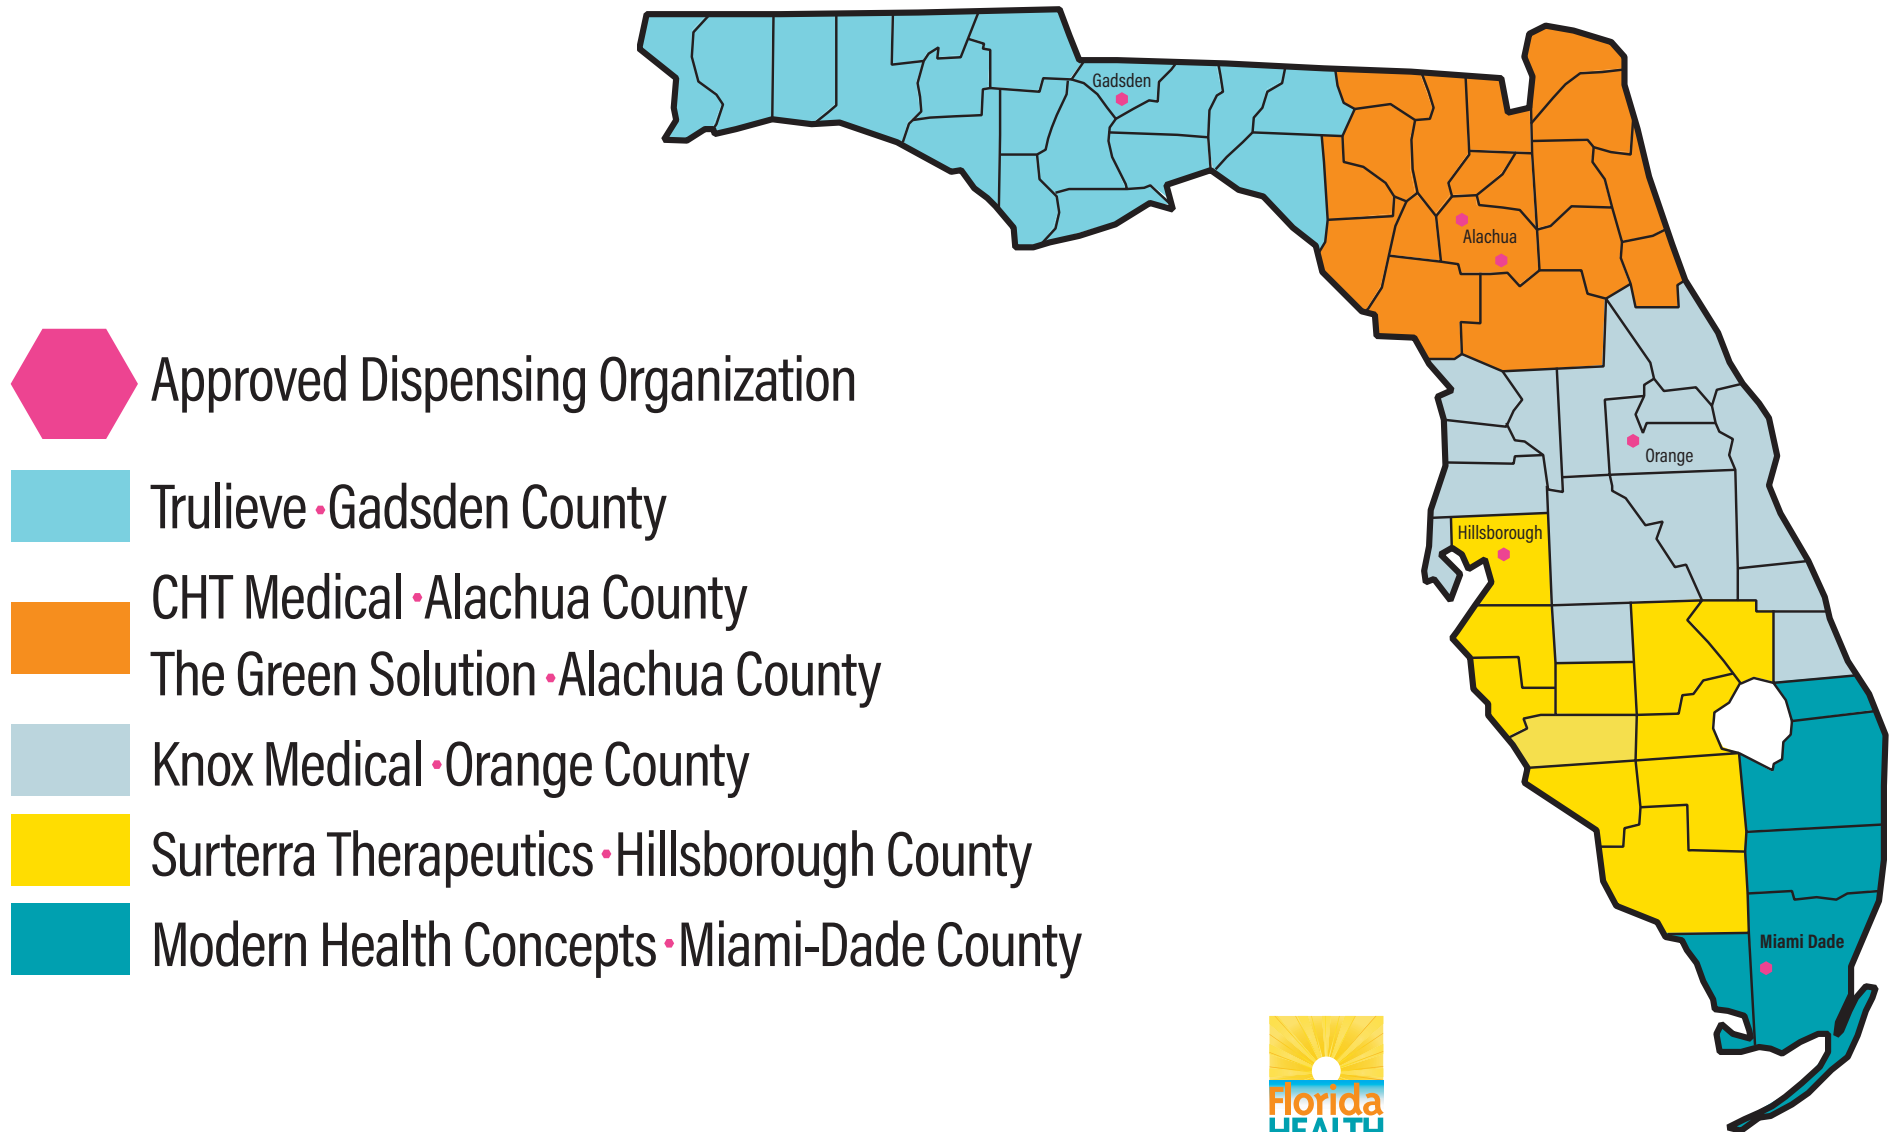 Gadsden
Alachua
Approved Dispensing Organization
Orange
Trulieve · Gadsden County
Hillsborough
CHT Medical · Alachua County
The Green Solution · Alachua County
Knox Medical · Orange County
Surterra Therapeutics · Hillsborough County
Modern Health Concepts · Miami-Dade County
Miami Dade
Florida
HEALTH